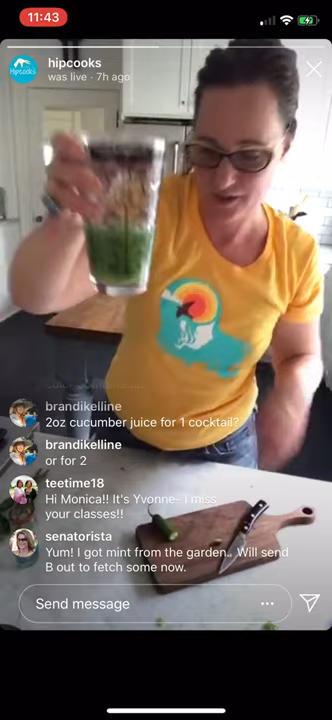 11:43
hipcooks
was live · 7h ago
Hipcooks
brandikelline
2oz cucumber juice for 1 cocktail?
brandikelline
or for 2
teetime18
Hi Monica!! It's Yvonne- I miss
your classes!!
senatorista
Yum! I got mint from the garden.. Will send
B out to fetch some now.
Send message